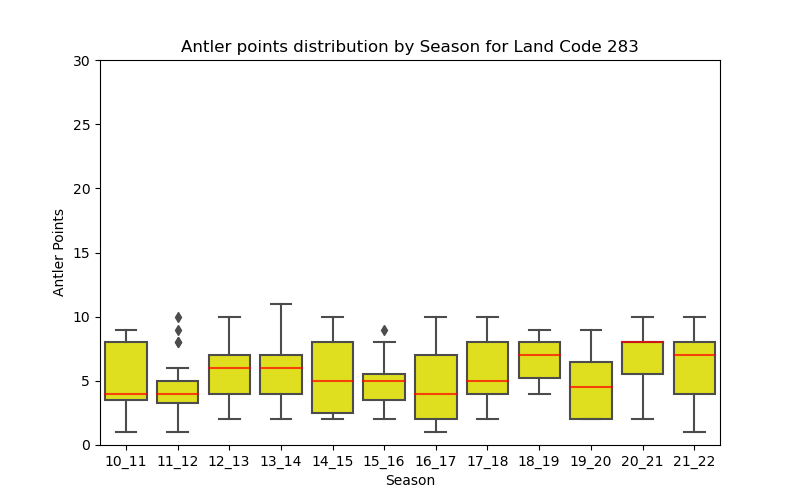 Antler points distribution by Season for Land Code 283
30
25
20
15
10
5
0
Antler Points
10_11 11_12 12_13 13_14 14_15 15_16 16_17 17_18 18_19 19_20 20_21 21_22
Season